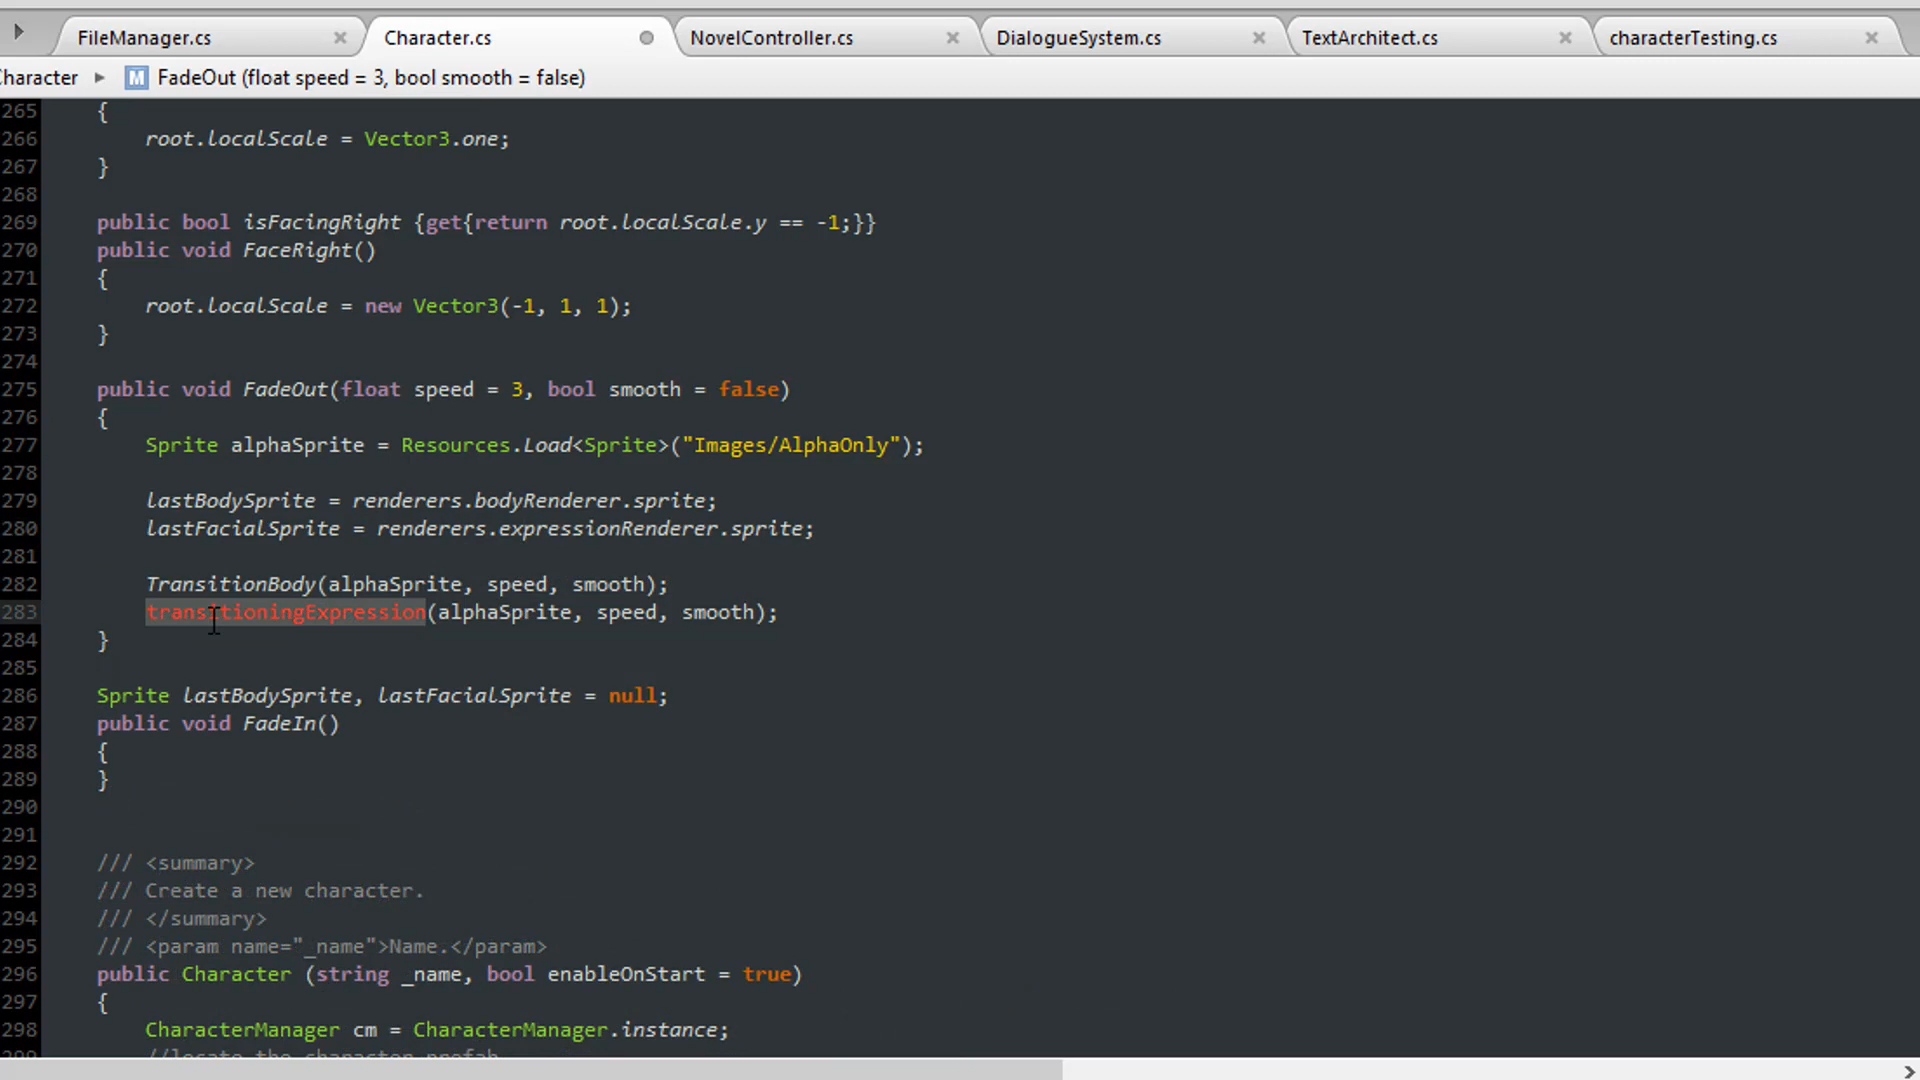 FileManager.cs × Character.cs NovelController.cs × DialogueSystem.cs × TextArchitect.cs × characterTesting.cs ×
Character ▸ M FadeOut (float speed = 3, bool smooth = false)
265 {
266 root.localScale = Vector3.one;
267 }
268
269 public bool isFacingRight {get{return root.localScale.y == -1;}}
270 public void FaceRight()
271 {
272 root.localScale = new Vector3(-1, 1, 1);
273 }
274
275 public void FadeOut(float speed = 3, bool smooth = false)
276 {
277 Sprite alphaSprite = Resources.Load<Sprite>("Images/AlphaOnly");
278
279 lastBodySprite = renderers.bodyRenderer.sprite;
280 lastFacialSprite = renderers.expressionRenderer.sprite;
281
282 TransitionBody(alphaSprite, speed, smooth);
283 transitioningExpression(alphaSprite, speed, smooth);
284 }
285
286 Sprite lastBodySprite, lastFacialSprite = null;
287 public void FadeIn()
288 {
289 }
290
291
292 /// <summary>
293 /// Create a new character.
294 /// </summary>
295 /// <param name="_name">Name.</param>
296 public Character (string _name, bool enableOnStart = true)
297 {
298 CharacterManager cm = CharacterManager.instance;
299 //locate the character prefab